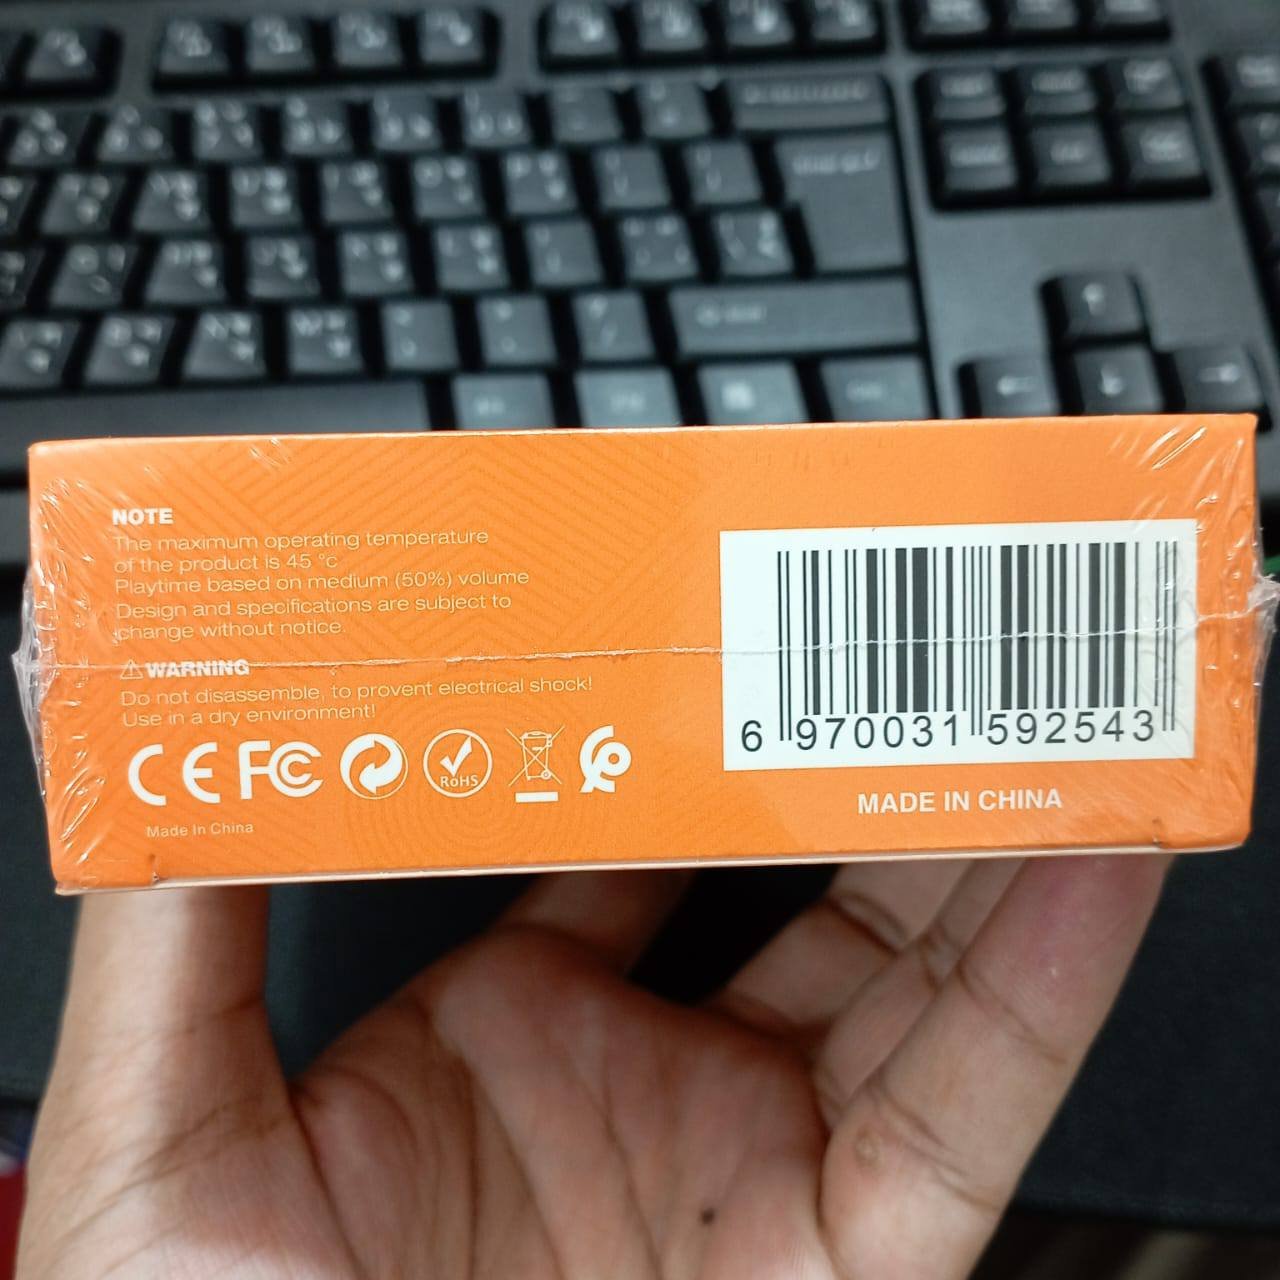 NOTE
The maximum operating temperature
of the product is 45 °c
Playtime based on medium (50%) volume
Design and specifications are subject to
change without notice.
WARNING
Do not disassemble, to provent electrical shock!
Use in a dry environment!
CE FC RoHS
Made In China
6 970031 592543
MADE IN CHINA